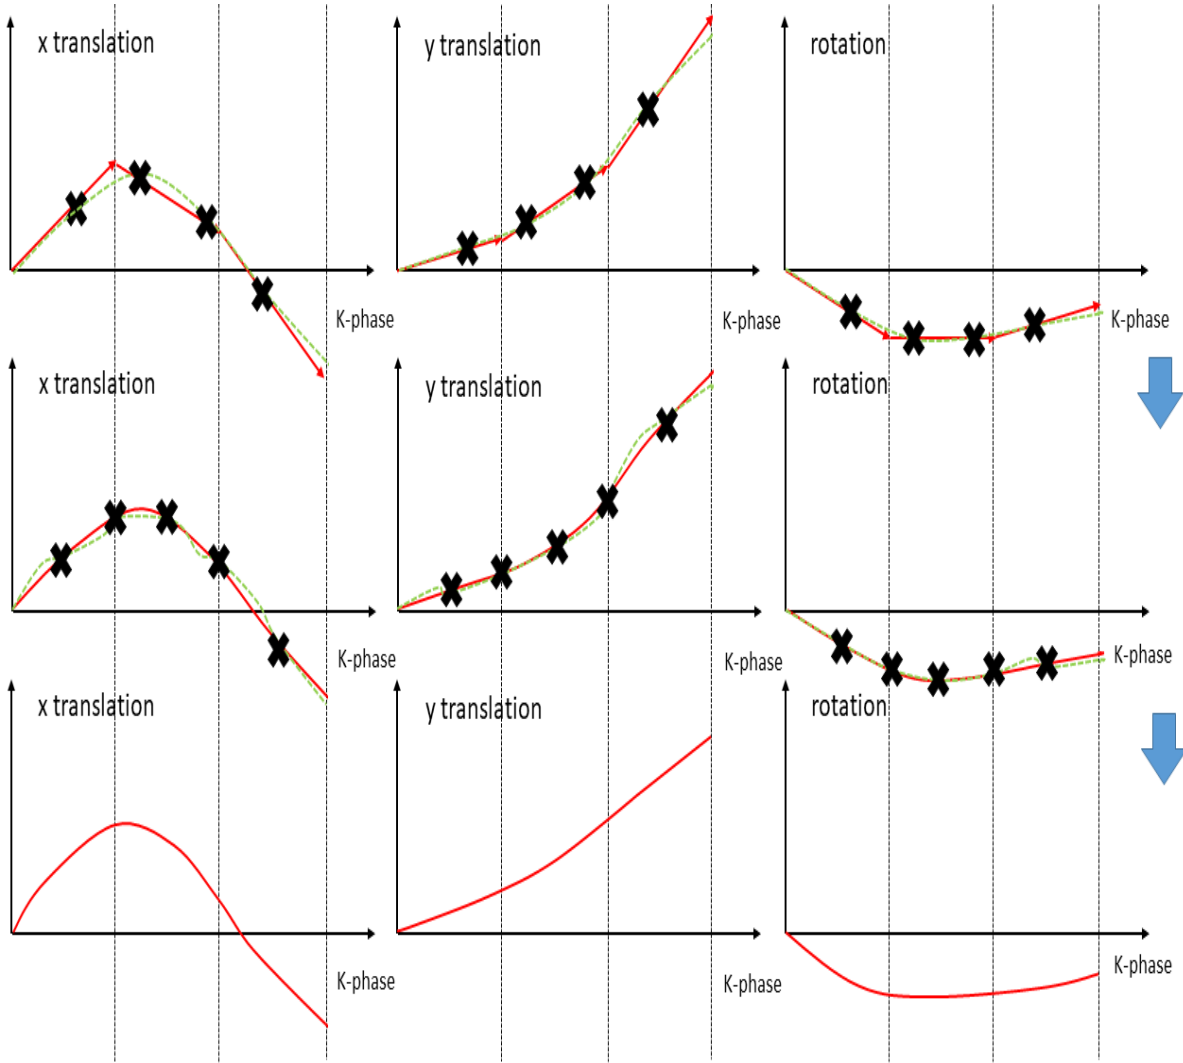 x translation
y translation
rotation
K-phase
K-phase
K-phase
x translation
y translation
rotation
K-phase
K-phase
K-phase
x translation
y translation
rotation
K-phase
K-phase
K-phase